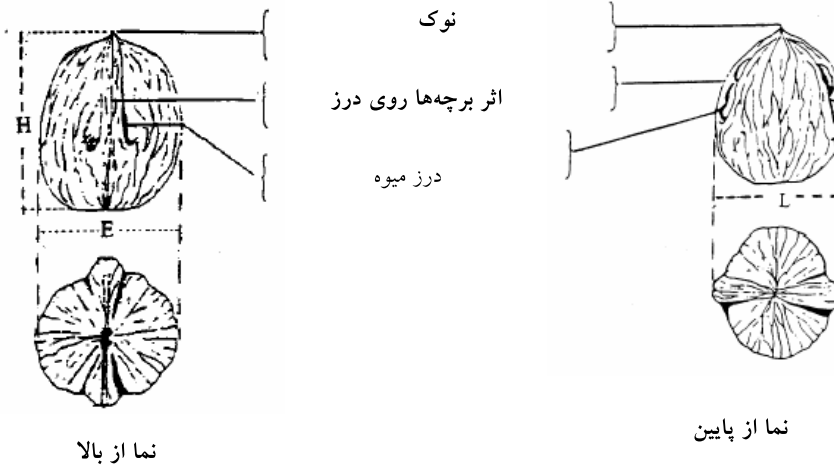 نوک
اثر برچه‌ها روی درز
H
درز میوه
L
E
نما از پایین
نما از بالا